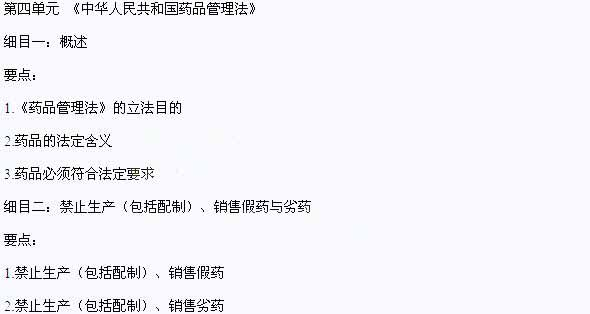 第四单元 《中华人民共和国药品管理法》
细目一：概述
要点：
1.《药品管理法》的立法目的
2.药品的法定含义
3.药品必须符合法定要求
细目二：禁止生产（包括配制）、销售假药与劣药
要点：
1.禁止生产（包括配制）、销售假药
2.禁止生产（包括配制）、销售劣药